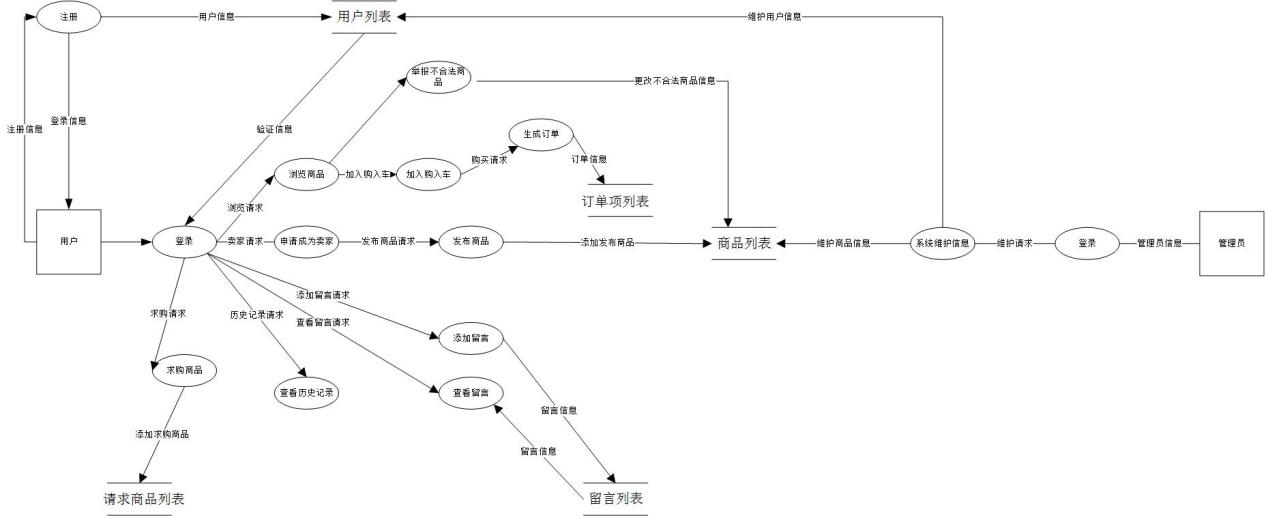 注册
用户信息
用户列表
维护用户信息
举报不合法商
品
更改不合法商品信息
注册信息
登录信息
验证信息
生成订单
购买请求
订单信息
浏览商品
加入购入车
加入购入车
订单项列表
浏览请求
用户
登录
卖家请求
申请成为卖家
发布商品请求
发布商品
添加发布商品
商品列表
维护商品信息
系统维护信息
维护请求
登录
管理员信息
管理员
添加留言请求
求购请求
历史记录请求
查看留言请求
添加留言
求购商品
查看历史记录
查看留言
留言信息
添加求购商品
留言信息
请求商品列表
留言列表